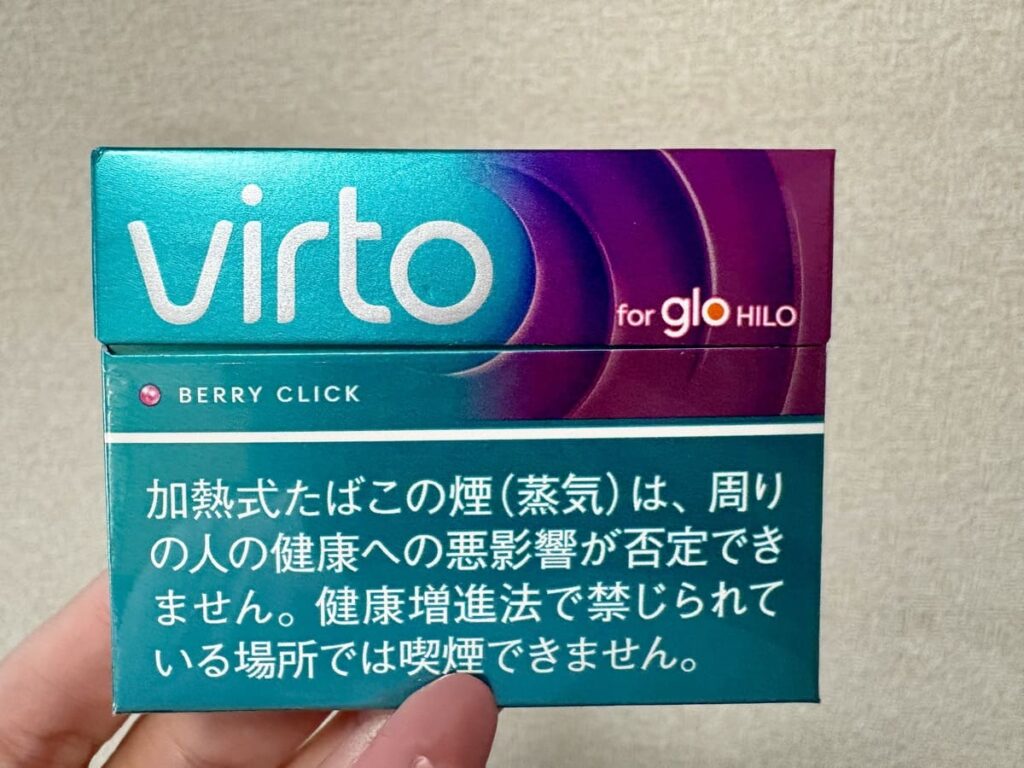 virto
for glo HILO
BERRY CLICK
加熱式たばこの煙(蒸気)は、周り
の人の健康への悪影響が否定でき
ません。健康増進法で禁じられて
いる場所では喫煙できません。